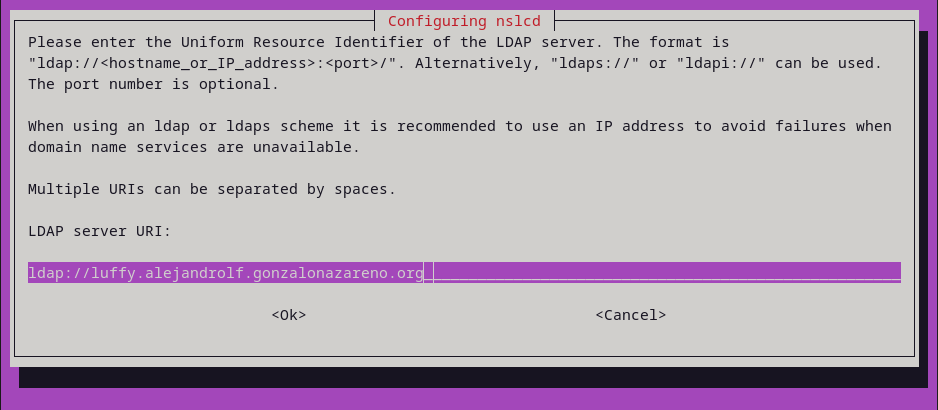 Configuring nslcd
Please enter the Uniform Resource Identifier of the LDAP server. The format is
"ldap://<hostname_or_IP_address>:<port>/". Alternatively, "ldaps://" or "ldapi://" can be used.
The port number is optional.
When using an ldap or ldaps scheme it is recommended to use an IP address to avoid failures when
domain name services are unavailable.
Multiple URIs can be separated by spaces.
LDAP server URI:
ldap://luffy.alejandrolf.gonzalonazareno.org
<Ok> <Cancel>